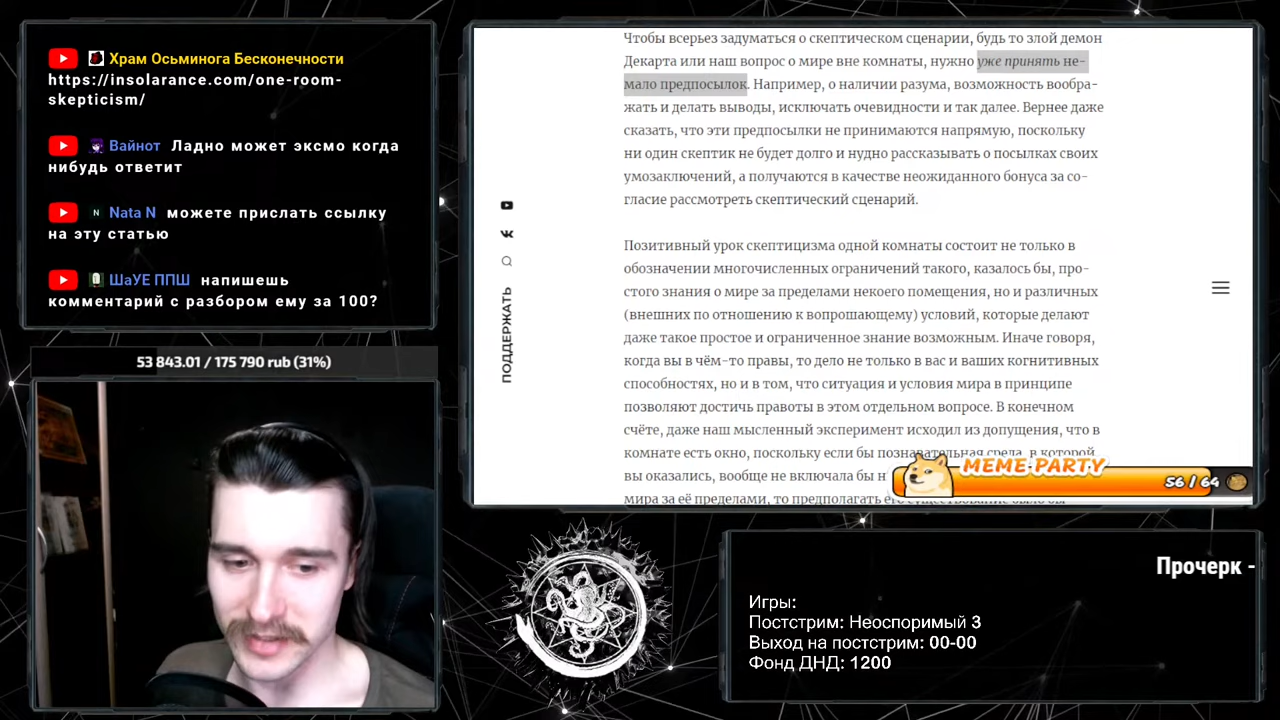 Храм Осьминога Бесконечности
https://insolarance.com/one-room-
skepticism/
Вайнот Ладно может эксмо когда
нибудь ответит
N Nata N можете прислать ссылку
на эту статью
ШаУЕ ППШ напишешь
комментарий с разбором ему за 100?
53 843.01 / 175 790 rub (31%)
ПОДДЕРЖАТЬ
Чтобы всерьез задуматься о скептическом сценарии, будь то злой демон
Декарта или наш вопрос о мире вне комнаты, нужно уже принять не-
мало предпосылок. Например, о наличии разума, возможность вообра-
жать и делать выводы, исключать очевидности и так далее. Вернее даже
сказать, что эти предпосылки не принимаются напрямую, поскольку
ни один скептик не будет долго и нудно рассказывать о посылках своих
умозаключений, а получаются в качестве неожиданного бонуса за со-
гласие рассмотреть скептический сценарий.
Позитивный урок скептицизма одной комнаты состоит не только в
обозначении многочисленных ограничений такого, казалось бы, про-
стого знания о мире за пределами некоего помещения, но и различных
(внешних по отношению к вопрошающему) условий, которые делают
даже такое простое и ограниченное знание возможным. Иначе говоря,
когда вы в чём-то правы, то дело не только в вас и ваших когнитивных
способностях, но и в том, что ситуация и условия мира в принципе
позволяют достичь правоты в этом отдельном вопросе. В конечном
счёте, даже наш мысленный эксперимент исходил из допущения, что в
комнате есть окно, поскольку если бы познавательная среда, в которой
вы оказались, вообще не включала бы
мира за её пределами, то предполагать его существование было бы
MEME PARTY
56 / 64
Прочерк -
Игры:
Постстрим: Неоспоримый 3
Выход на постстрим: 00-00
Фонд ДНД: 1200